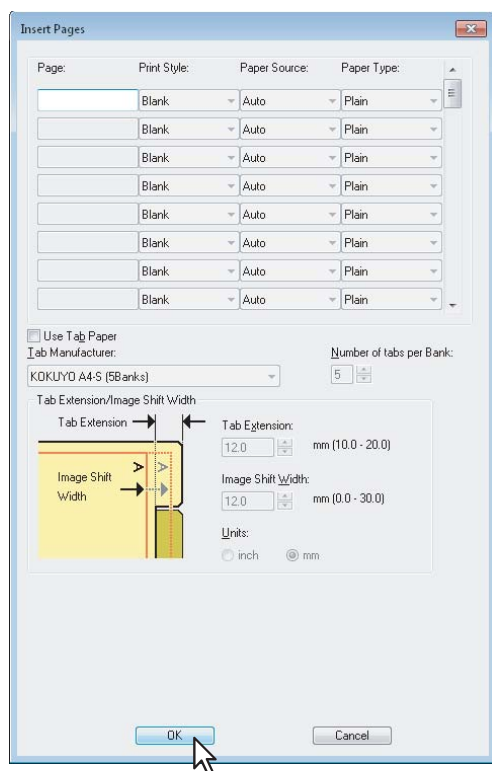 Insert Pages
Page: Print Style: Paper Source: Paper Type:
Blank Auto Plain
Blank Auto Plain
Blank Auto Plain
Blank Auto Plain
Blank Auto Plain
Blank Auto Plain
Blank Auto Plain
Blank Auto Plain
Use Tab Paper
Tab Manufacturer: Number of tabs per Bank:
KOKUYO A4-S (5Banks) 5
Tab Extension/Image Shift Width
Tab Extension Tab Extension:
12.0 mm (10.0 - 20.0)
A A
Image Shift Width Image Shift Width:
12.0 mm (0.0 - 30.0)
Units:
inch mm
OK Cancel